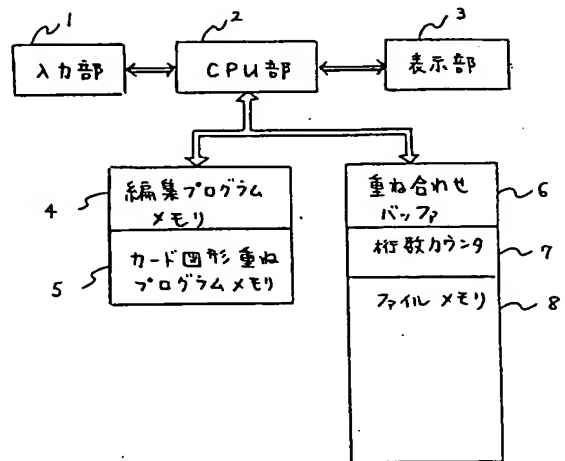 1
2
3
入力部
CPU部
表示部
4
編集プログラム
メモリ
5
カード図形重ね
プログラムメモリ
重ね合わせ
バッファ
6
桁数カウンタ
7
ファイルメモリ
8